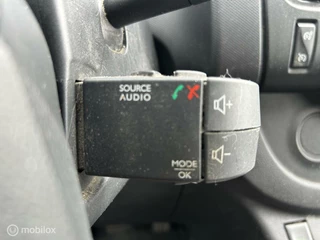 SOURCE
AUDIO
+
-
MODE
OK
mobilox